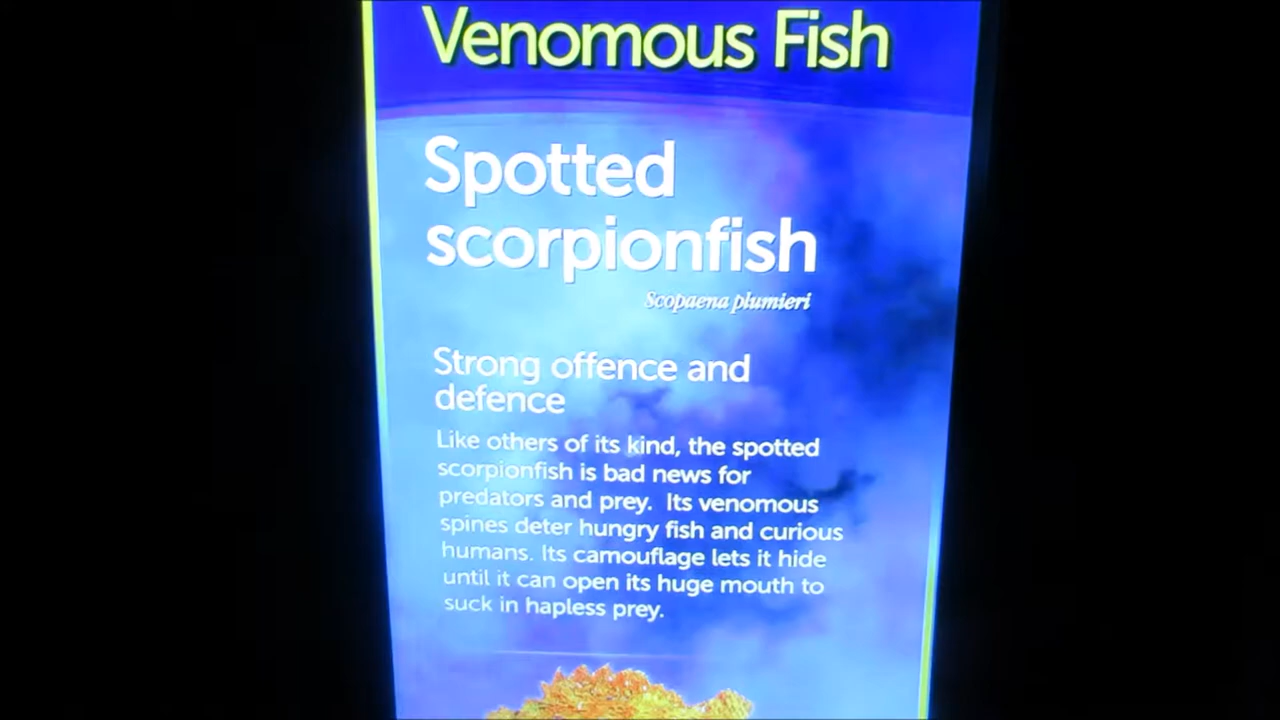 Venomous Fish
Spotted
scorpionfish
Scopaena plumieri
Strong offence and
defence
Like others of its kind, the spotted
scorpionfish is bad news for
predators and prey. Its venomous
spines deter hungry fish and curious
humans. Its camouflage lets it hide
until it can open its huge mouth to
suck in hapless prey.